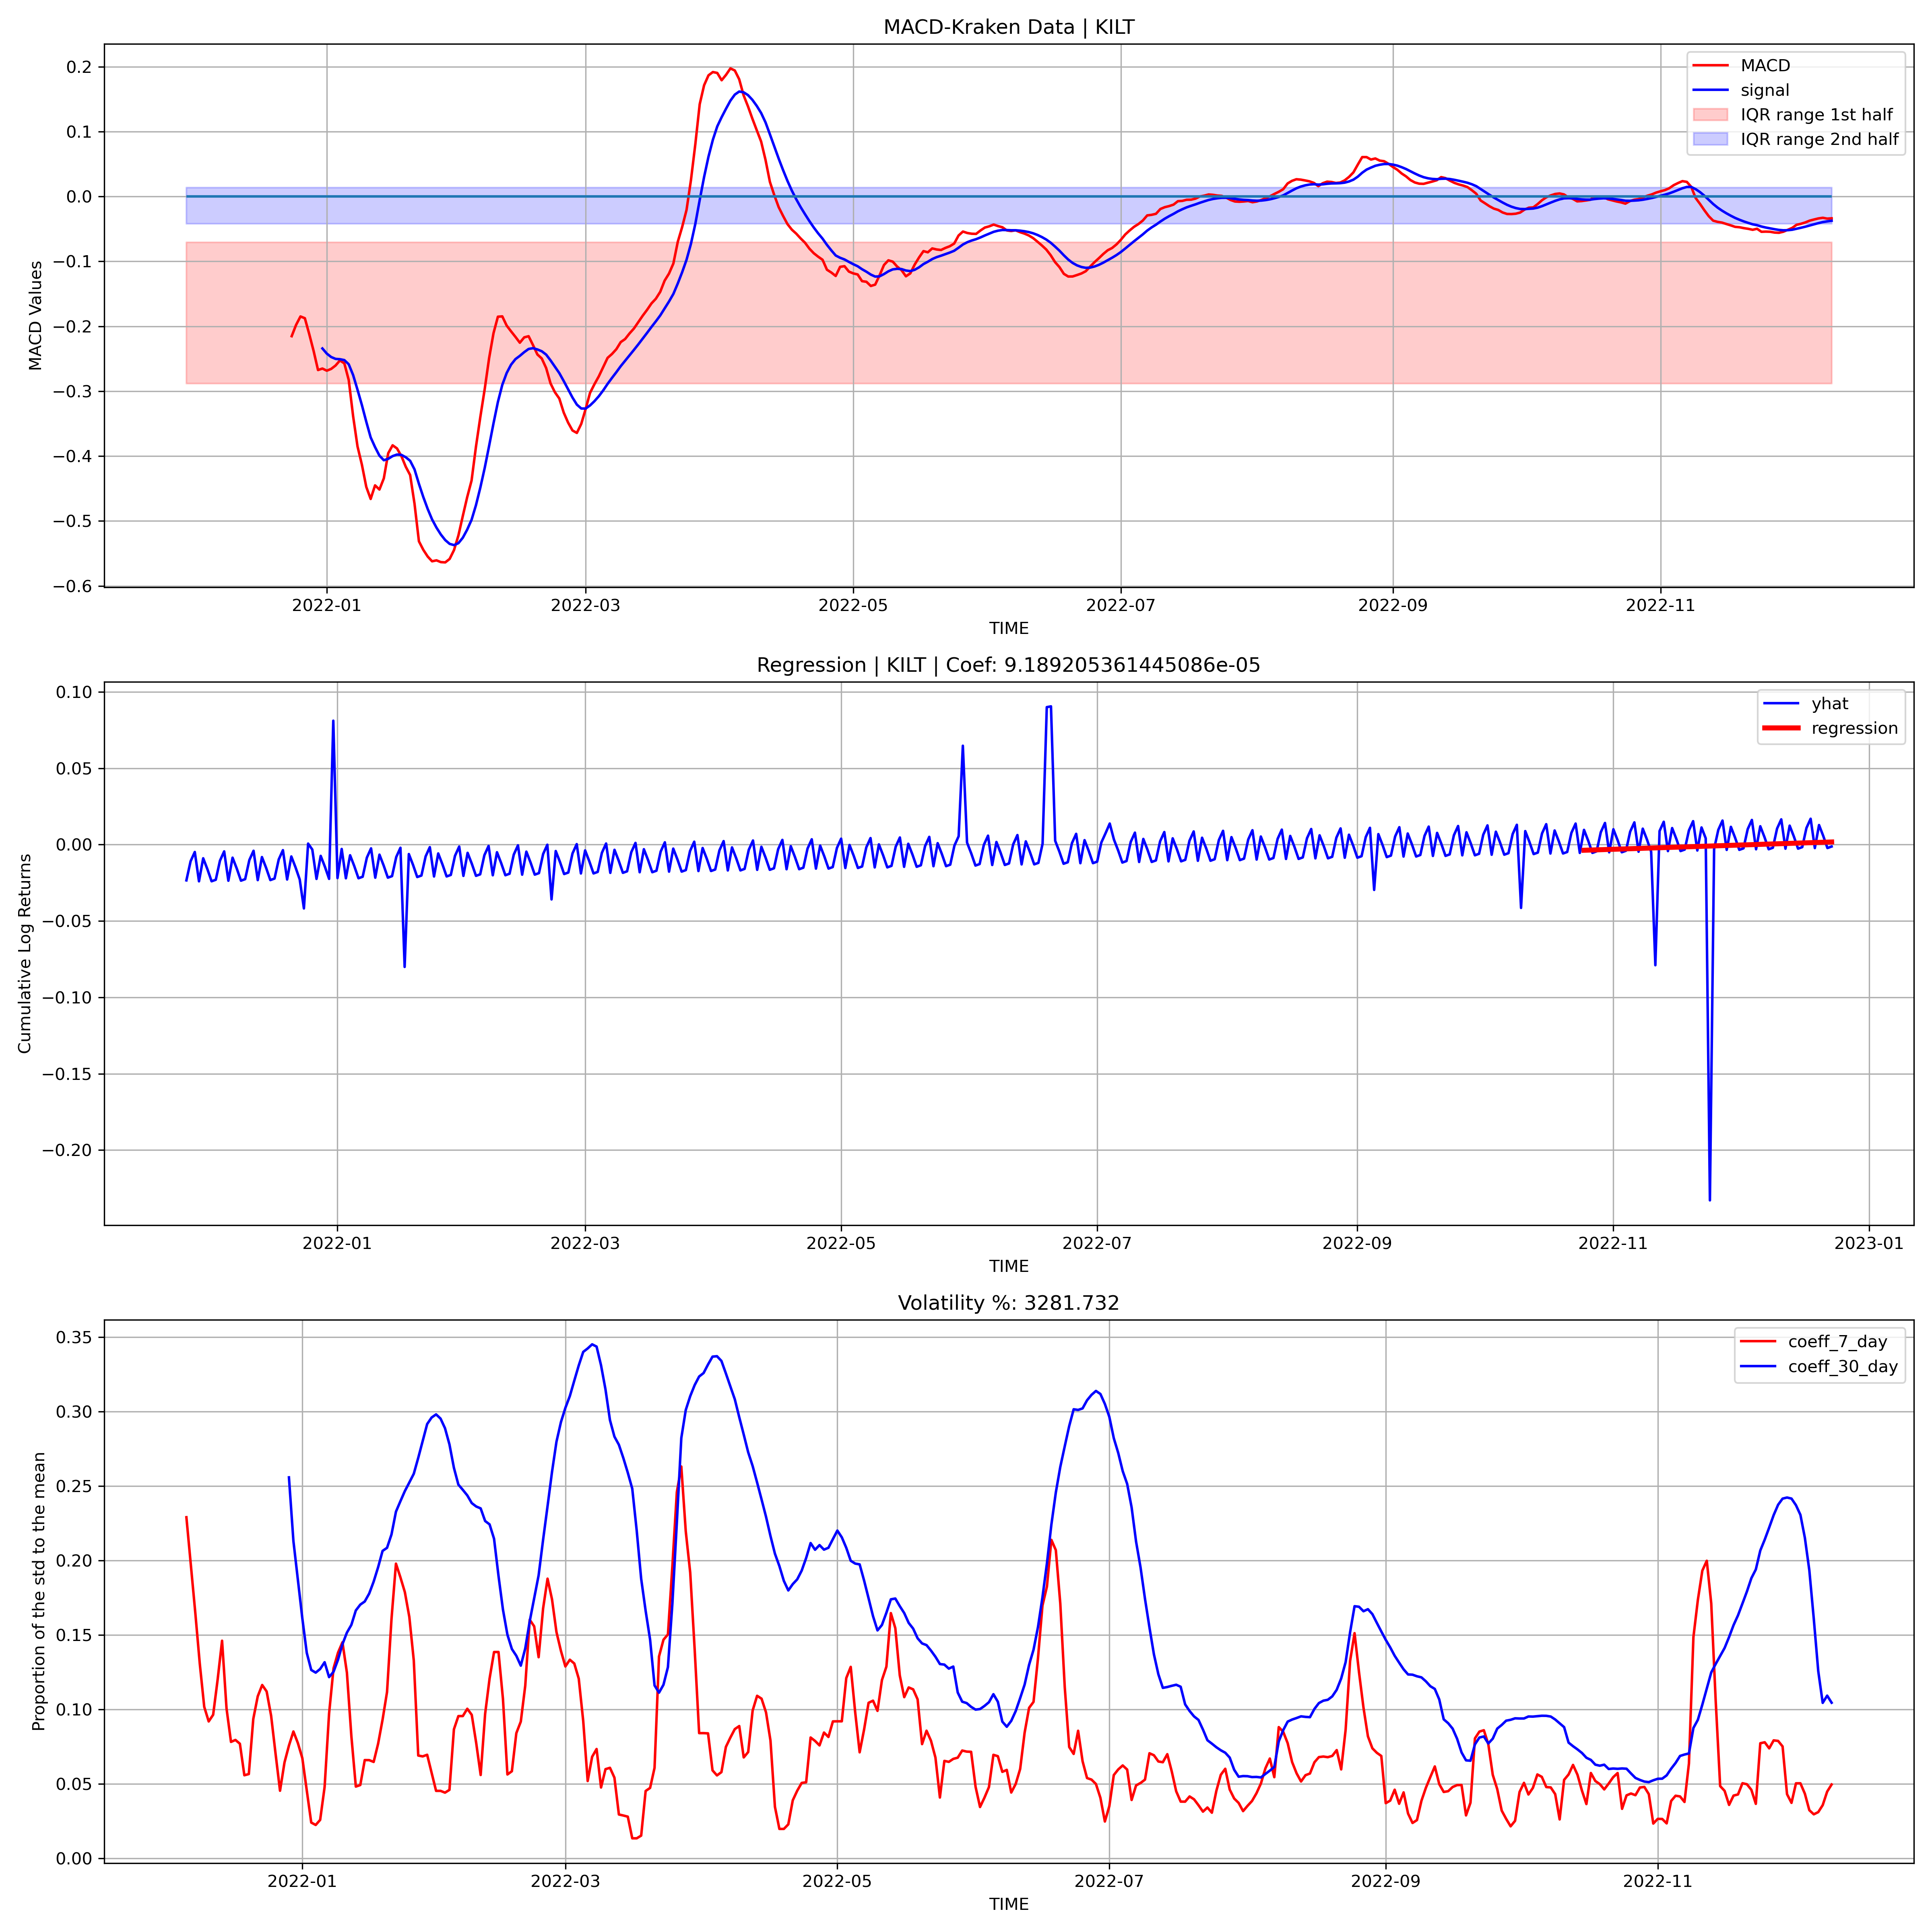 MACD-Kraken Data | KILT
MACD Values
0.2
0.1
0.0
−0.1
−0.2
−0.3
−0.4
−0.5
−0.6
MACD
signal
IQR range 1st half
IQR range 2nd half
2022-01 2022-03 2022-05 2022-07 2022-09 2022-11
TIME
Regression | KILT | Coef: 9.189205361445086e-05
Cumulative Log Returns
0.10
0.05
0.00
−0.05
−0.10
−0.15
−0.20
yhat
regression
2022-01 2022-03 2022-05 2022-07 2022-09 2022-11 2023-01
TIME
Volatility %: 3281.732
Proportion of the std to the mean
0.35
0.30
0.25
0.20
0.15
0.10
0.05
0.00
coeff_7_day
coeff_30_day
2022-01 2022-03 2022-05 2022-07 2022-09 2022-11
TIME